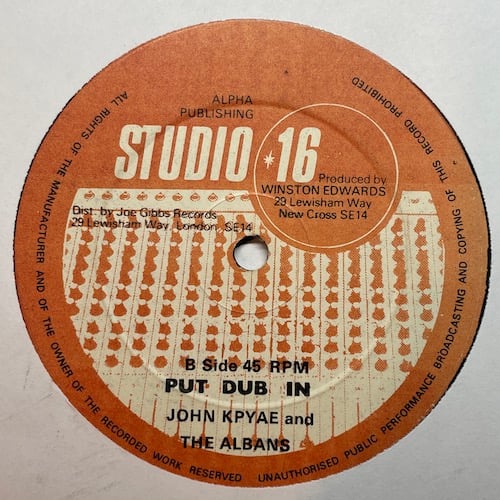 ALPHA
PUBLISHING
STUDIO 16
Produced by
WINSTON EDWARDS
29 Lewisham Way
New Cross SE14
Dist. by Joe Gibbs Records
29 Lewisham Way, London, SE14
B Side 45 RPM
PUT DUB IN
JOHN KPYAE and
THE ALBANS
ALL RIGHTS OF THE MANUFACTURER AND OF THE OWNER OF THE RECORDED WORK RESERVED UNAUTHORISED PUBLIC PERFORMANCE BROADCASTING AND COPYING OF THIS RECORD PROHIBITED